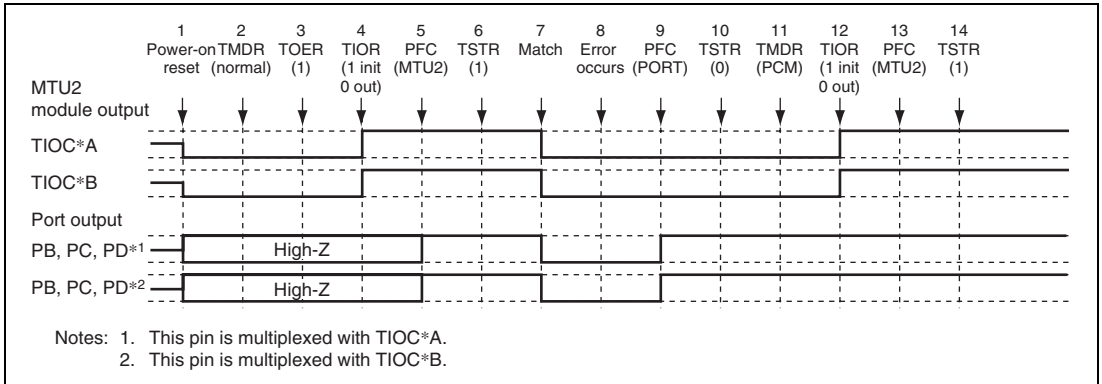 1 2 3 4 5 6 7 8 9 10 11 12 13 14
Power-on TMDR TOER TIOR PFC TSTR Match Error PFC TSTR TMDR TIOR PFC TSTR
reset (normal) (1) (1 init (MTU2) (1) occurs (PORT) (0) (PCM) (1 init (MTU2) (1)
MTU2 0 out) 0 out)
module output
TIOC*A
TIOC*B
Port output
PB, PC, PD*1 High-Z
PB, PC, PD*2 High-Z
Notes: 1. This pin is multiplexed with TIOC*A.
2. This pin is multiplexed with TIOC*B.